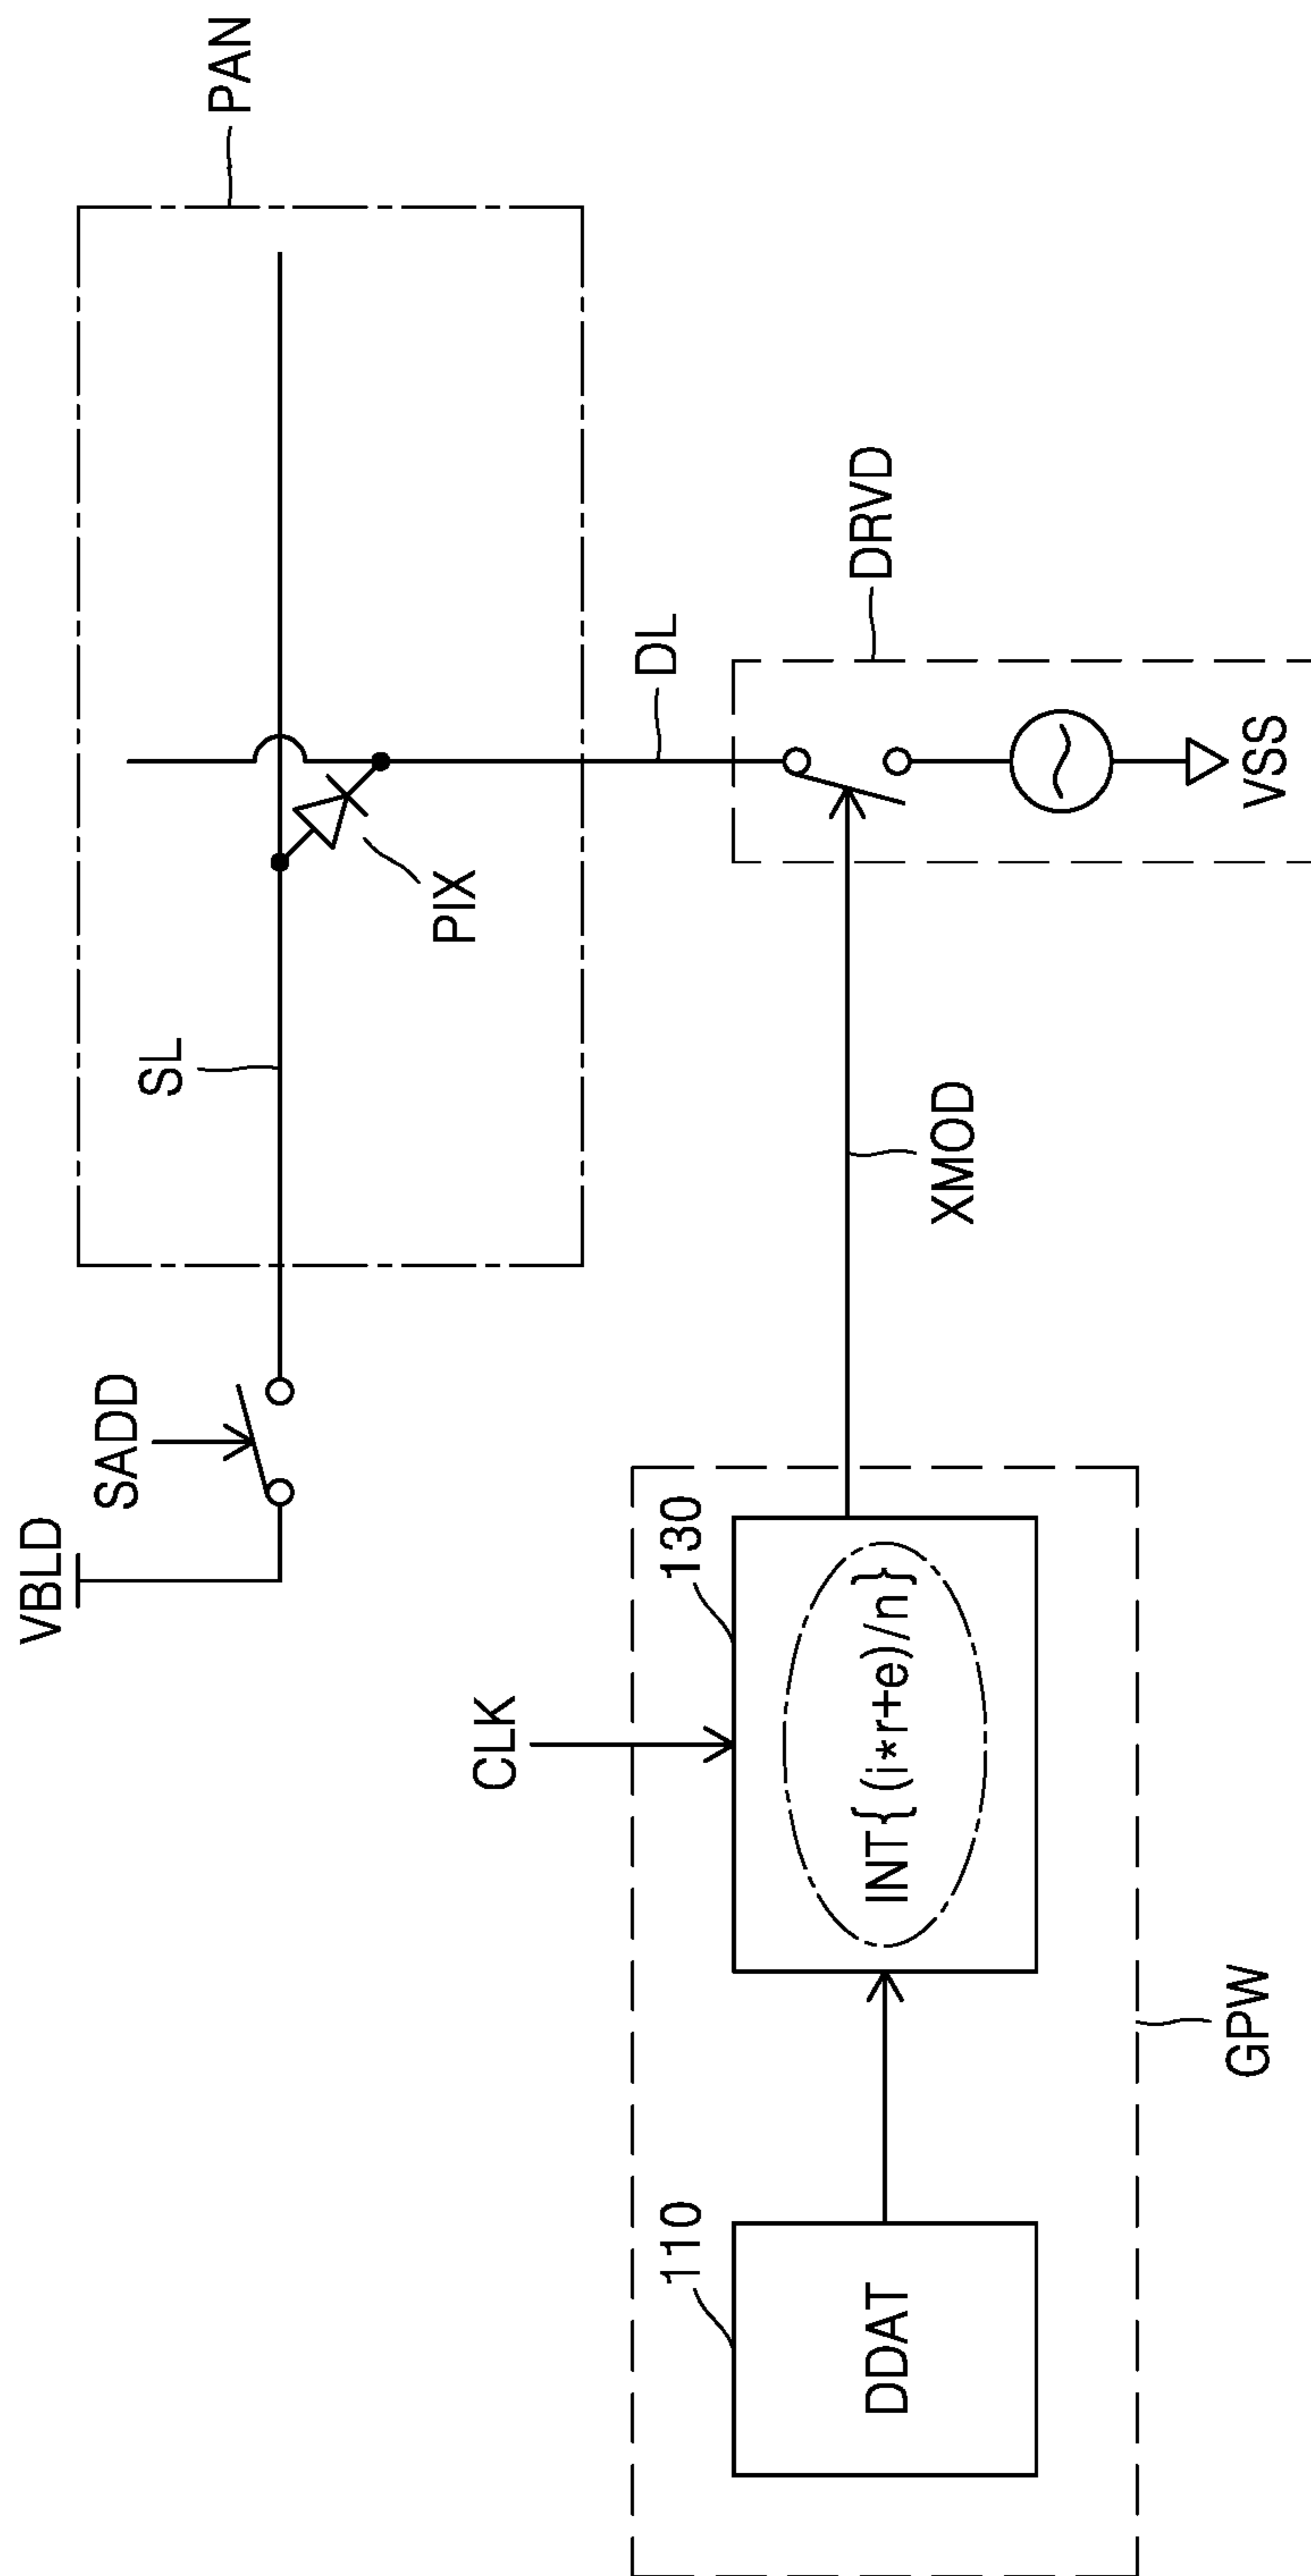 VBLD
SADD
SL
PAN
PIX
DL
CLK
110
DDAT
130
INT{(i*r+e)/n}
XMOD
DRVD
VSS
GPW